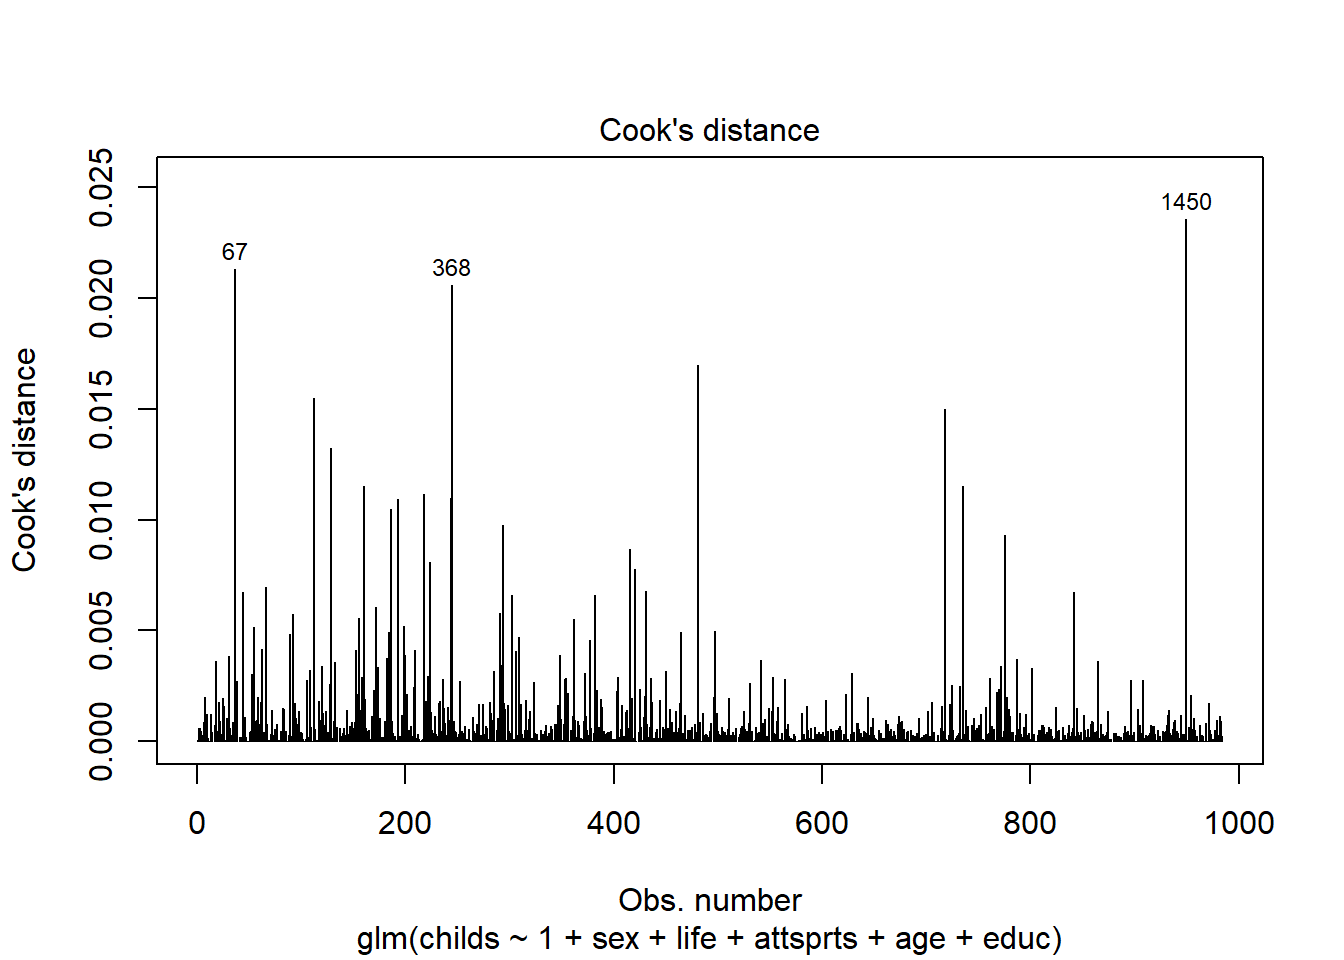 Cook's distance
1450
67
368
0.025
0.020
0.015
0.010
0.005
0.000
Cook's distance
0 200 400 600 800 1000
Obs. number
glm(childs ~ 1 + sex + life + attsprts + age + educ)